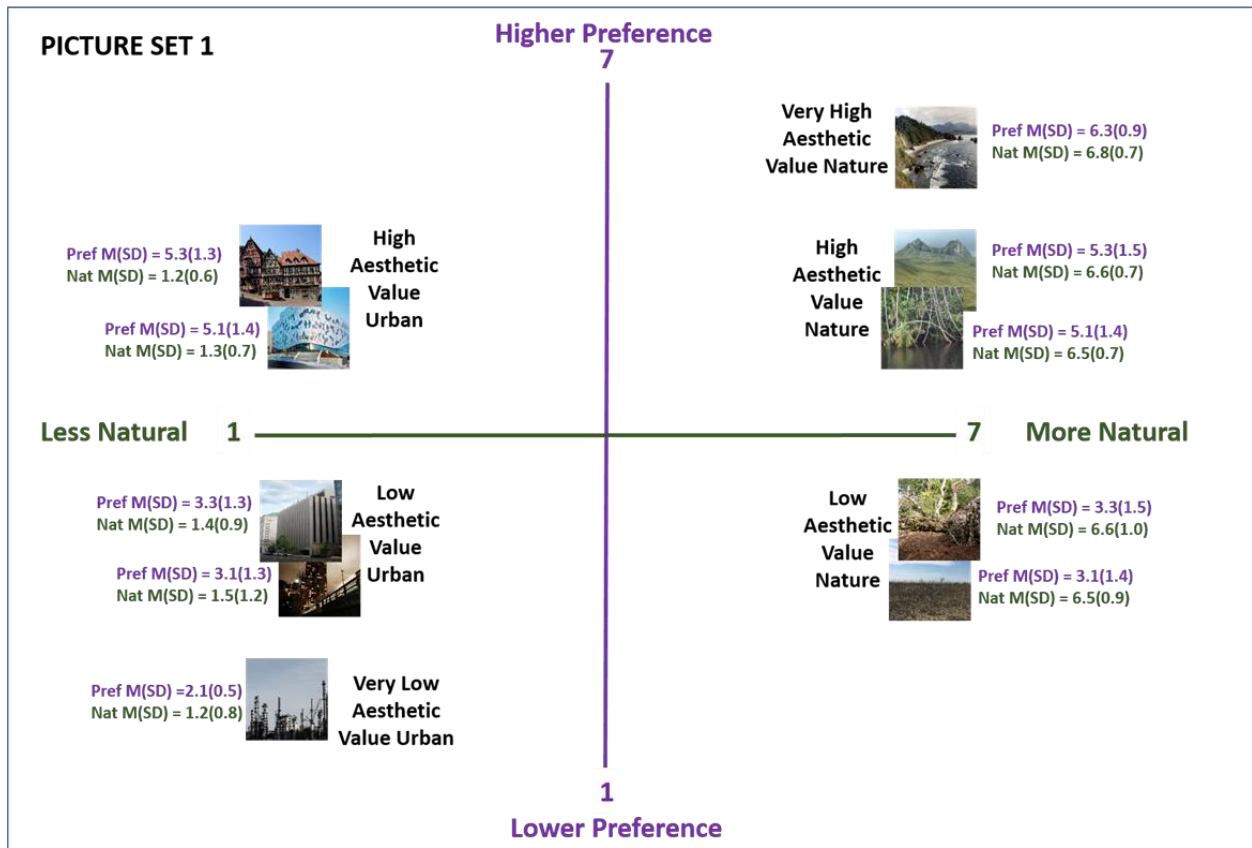 PICTURE SET 1
Higher Preference
7
Very High
Aesthetic
Value Nature
Pref M(SD) = 6.3(0.9)
Nat M(SD) = 6.8(0.7)
Pref M(SD) = 5.3(1.3)
Nat M(SD) = 1.2(0.6)
Pref M(SD) = 5.1(1.4)
Nat M(SD) = 1.3(0.7)
High
Aesthetic
Value
Urban
High
Aesthetic
Value
Nature
Pref M(SD) = 5.3(1.5)
Nat M(SD) = 6.6(0.7)
Pref M(SD) = 5.1(1.4)
Nat M(SD) = 6.5(0.7)
Less Natural 1
7 More Natural
Pref M(SD) = 3.3(1.3)
Nat M(SD) = 1.4(0.9)
Pref M(SD) = 3.1(1.3)
Nat M(SD) = 1.5(1.2)
Low
Aesthetic
Value
Urban
Low
Aesthetic
Value
Nature
Pref M(SD) = 3.3(1.5)
Nat M(SD) = 6.6(1.0)
Pref M(SD) = 3.1(1.4)
Nat M(SD) = 6.5(0.9)
Pref M(SD) =2.1(0.5)
Nat M(SD) = 1.2(0.8)
Very Low
Aesthetic
Value Urban
1
Lower Preference